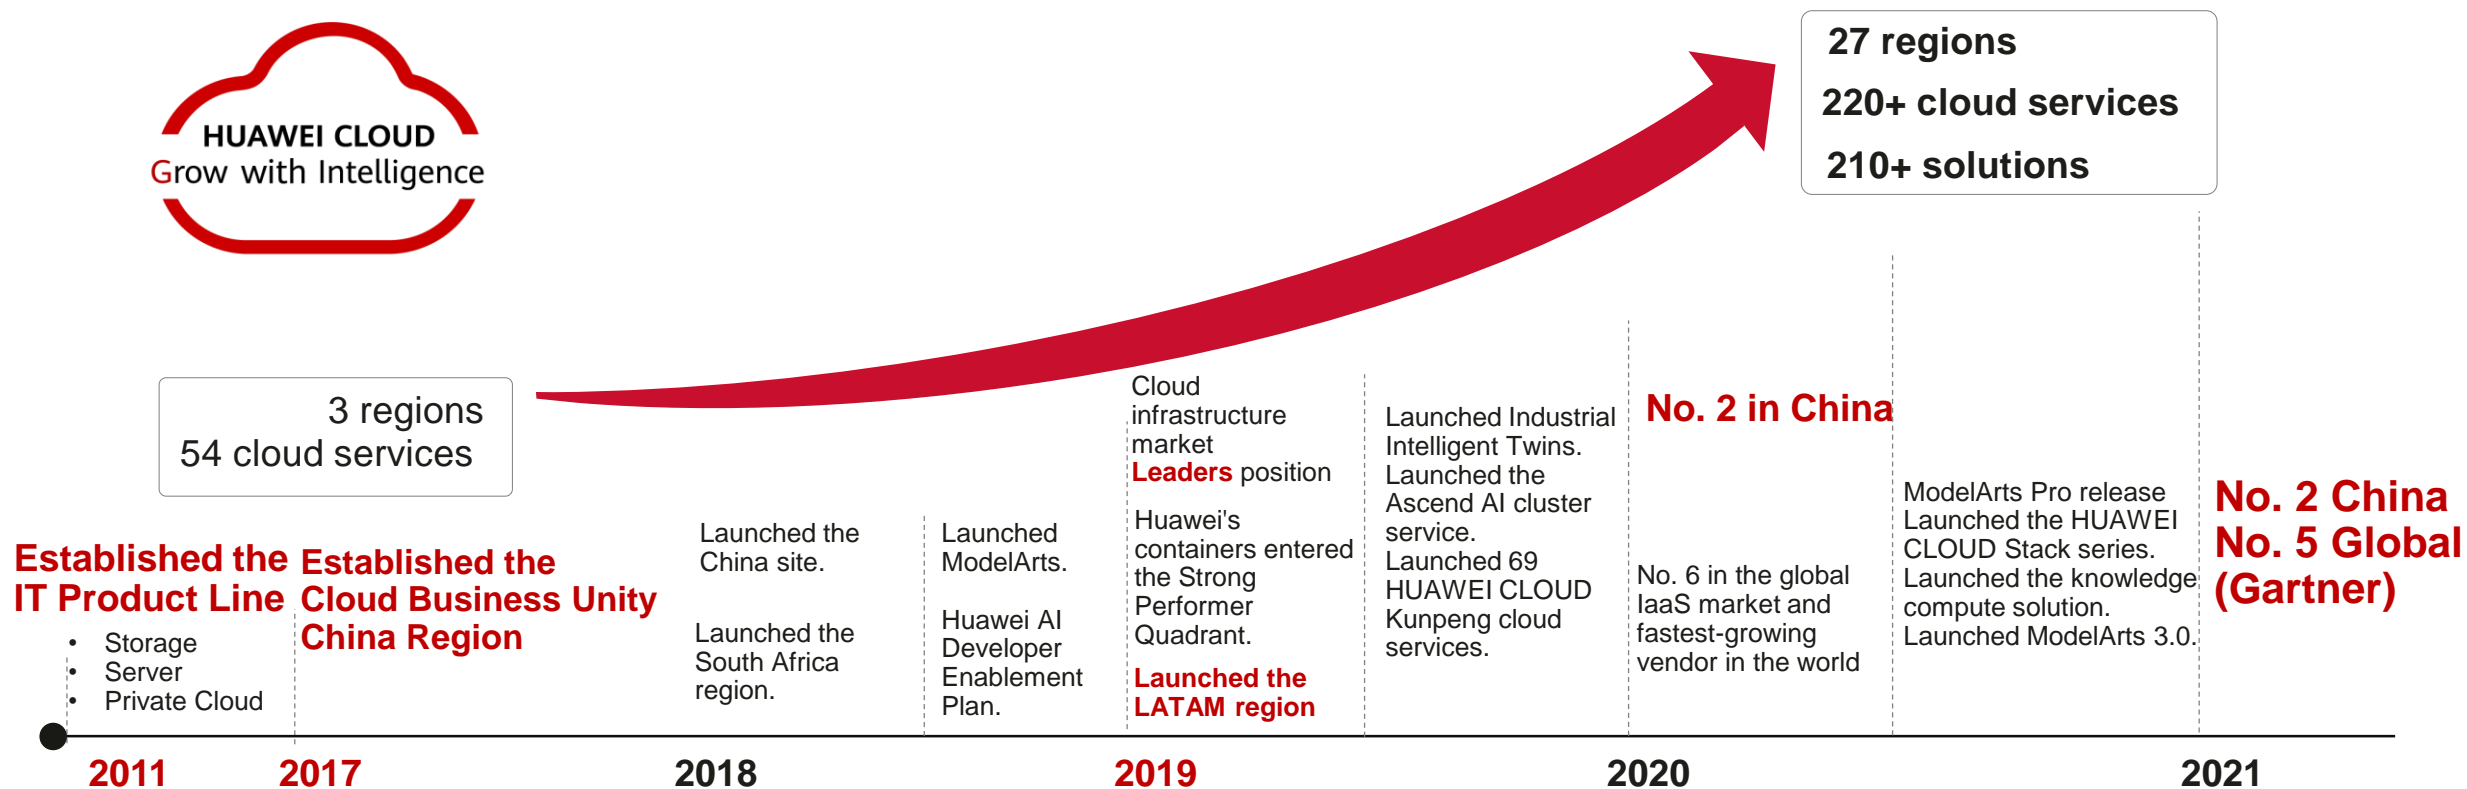 HUAWEI CLOUD
Grow with Intelligence
27 regions
220+ cloud services
210+ solutions
3 regions
54 cloud services
Established the
IT Product Line
• Storage
• Server
• Private Cloud
Established the
Cloud Business Unity
China Region
Launched the
China site.
Launched the
South Africa
region.
Launched
ModelArts.
Huawei AI
Developer
Enablement
Plan.
Cloud
infrastructure
market
Leaders position
Huawei's
containers entered
the Strong
Performer
Quadrant.
Launched the
LATAM region
Launched Industrial
Intelligent Twins.
Launched the
Ascend AI cluster
service.
Launched 69
HUAWEI CLOUD
Kunpeng cloud
services.
No. 2 in China
No. 6 in the global
IaaS market and
fastest-growing
vendor in the world
ModelArts Pro release
Launched the HUAWEI
CLOUD Stack series.
Launched the knowledge
compute solution.
Launched ModelArts 3.0.
No. 2 China
No. 5 Global
(Gartner)
2011
2017
2018
2019
2020
2021